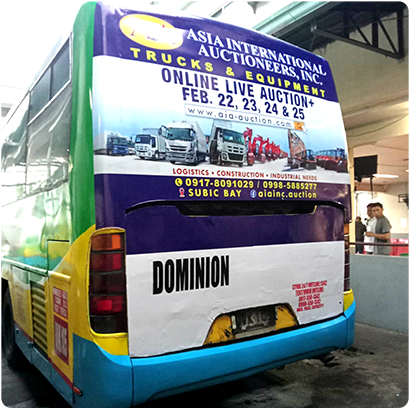 ASIA INTERNATIONAL
AUCTIONEERS, INC.
TRUCKS & EQUIPMENT
ONLINE LIVE AUCTION+
FEB. 22, 23, 24 & 25
www.aia-auction.com
LOGISTICS • CONSTRUCTION • INDUSTRIAL NEEDS
0917-8091029 / 0998-5885277
SUBIC BAY aiainc.auction
DOMINION